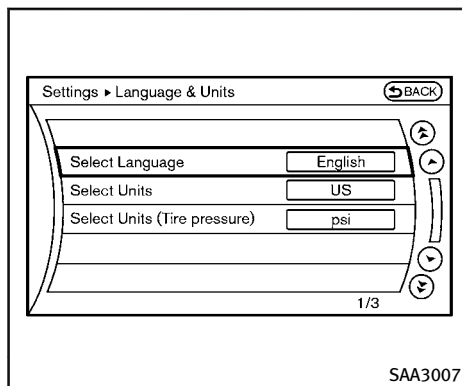 Settings ▸ Language & Units
BACK
Select Language English
Select Units US
Select Units (Tire pressure) psi
1/3
SAA3007